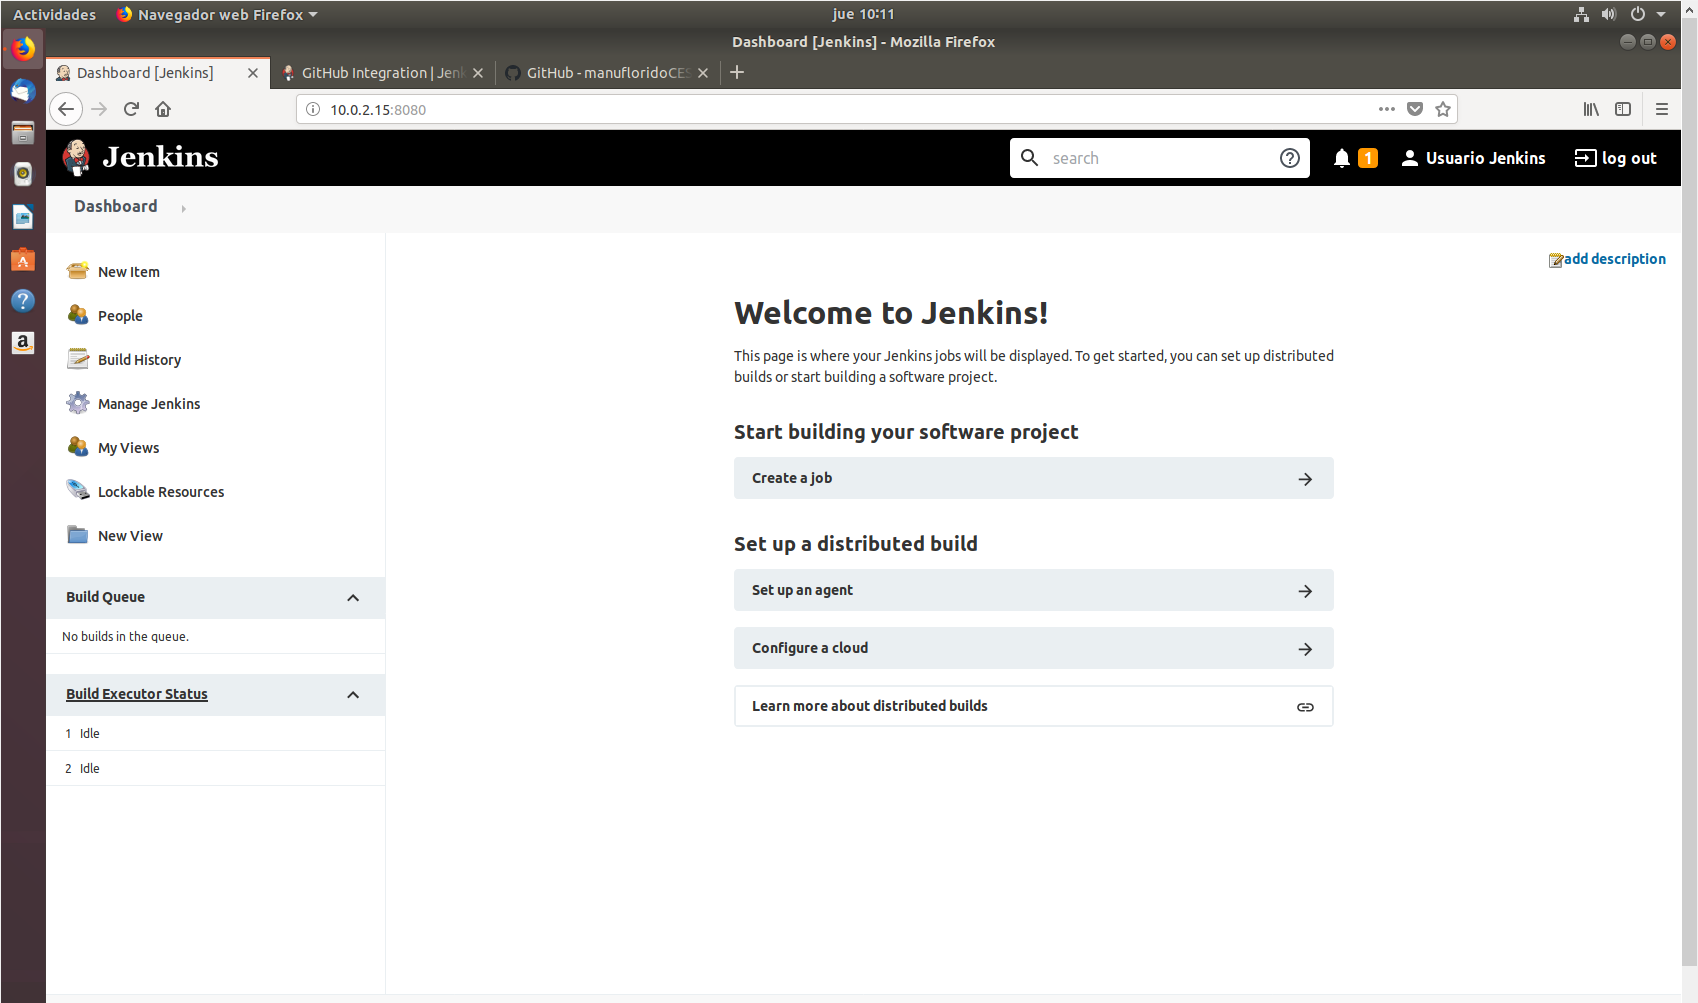 Actividades Navegador web Firefox jue 10:11
Dashboard [Jenkins] - Mozilla Firefox
Dashboard [Jenkins] GitHub Integration | Jenk GitHub - manufloridoCES
10.0.2.15:8080
Jenkins search 1 Usuario Jenkins log out
Dashboard
add description
New Item
People
Build History
Manage Jenkins
My Views
Lockable Resources
New View
Build Queue
No builds in the queue.
Build Executor Status
1 Idle
2 Idle
Welcome to Jenkins!
This page is where your Jenkins jobs will be displayed. To get started, you can set up distributed
builds or start building a software project.
Start building your software project
Create a job
Set up a distributed build
Set up an agent
Configure a cloud
Learn more about distributed builds